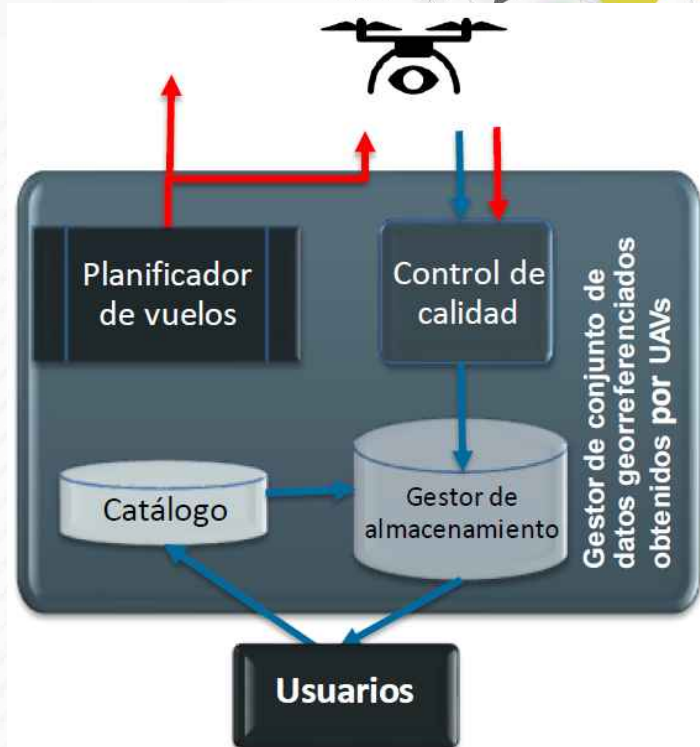 Planificador
de vuelos
Control de
calidad
Gestor de conjunto de
datos georreferenciados
obtenidos por UAVs
Catálogo
Gestor de
almacenamiento
Usuarios